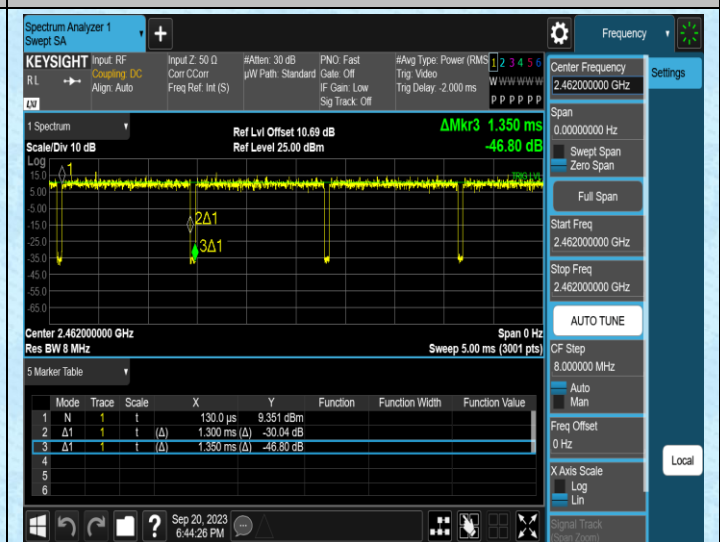 Spectrum Analyzer 1
Swept SA
+
Frequency
KEYSIGHT
RL
LXI
Input: RF
Coupling: DC
Align: Auto
Input Z: 50 Ω
Corr CCorr
Freq Ref: Int (S)
#Atten: 30 dB
µW Path: Standard
PNO: Fast
Gate: Off
IF Gain: Low
Sig Track: Off
#Avg Type: Power (RMS
Trig: Video
Trig Delay: -2.000 ms
1 2 3 4 5 6
W W W W W W
P P P P P P
1 Spectrum
Scale/Div 10 dB
Ref Lvl Offset 10.69 dB
Ref Level 25.00 dBm
ΔMkr3 1.350 ms
-46.80 dB
Log
15.0
5.00
-5.00
-15.0
-25.0
-35.0
-45.0
-55.0
-65.0
1
2Δ1
3Δ1
TRIG LVL
Center 2.462000000 GHz
Res BW 8 MHz
Span 0 Hz
Sweep 5.00 ms (3001 pts)
5 Marker Table
Mode Trace Scale X Y Function Function Width Function Value
1 N 1 t 130.0 µs 9.351 dBm
2 Δ1 1 t (Δ) 1.300 ms (Δ) -30.04 dB
3 Δ1 1 t (Δ) 1.350 ms (Δ) -46.80 dB
4
5
6
Sep 20, 2023
6:44:26 PM
?
Center Frequency
2.462000000 GHz
Settings
Span
0.00000000 Hz
Swept Span
Zero Span
Full Span
Start Freq
2.462000000 GHz
Stop Freq
2.462000000 GHz
AUTO TUNE
CF Step
8.000000 MHz
Auto
Man
Freq Offset
0 Hz
X Axis Scale
Log
Lin
Local
Signal Track
(Span Zoom)